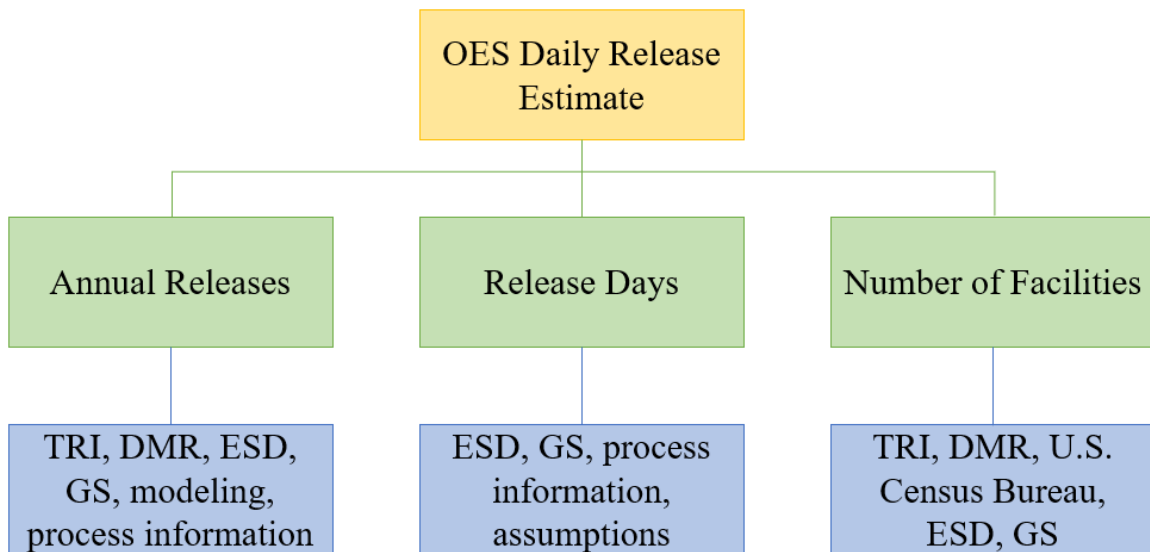 OES Daily Release
Estimate
Annual Releases
Release Days
Number of Facilities
TRI, DMR, ESD,
GS, modeling,
process information
ESD, GS, process
information,
assumptions
TRI, DMR, U.S.
Census Bureau,
ESD, GS